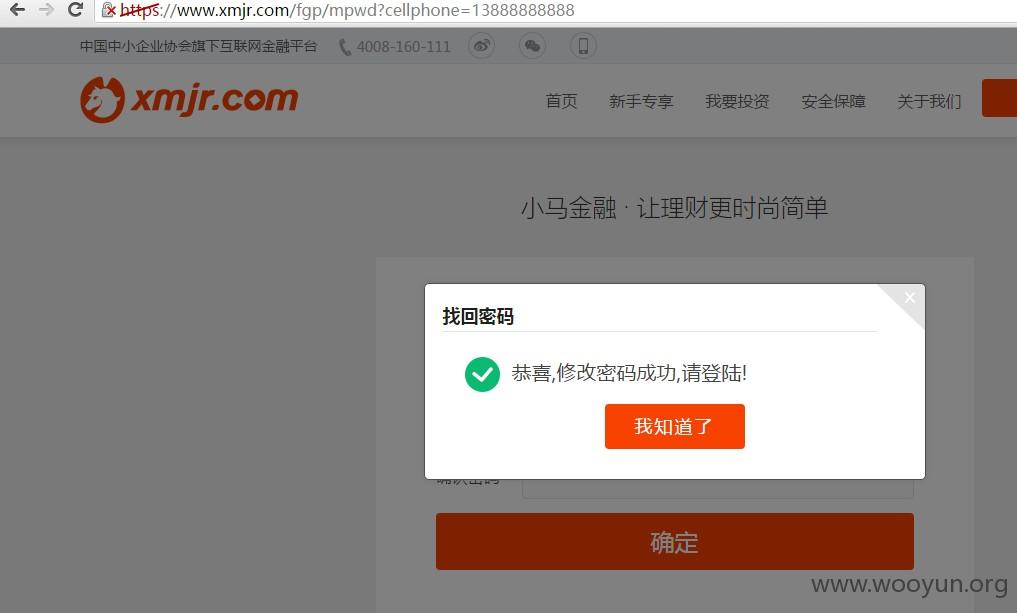 https://www.xmjr.com/fgp/mpwd?cellphone=13888888888
中国中小企业协会旗下互联网金融平台 4008-160-111
xmjr.com 首页 新手专享 我要投资 安全保障 关于我们
小马金融 · 让理财更时尚简单
找回密码 x
恭喜,修改密码成功,请登陆!
我知道了
确认密码
确定
www.wooyun.org